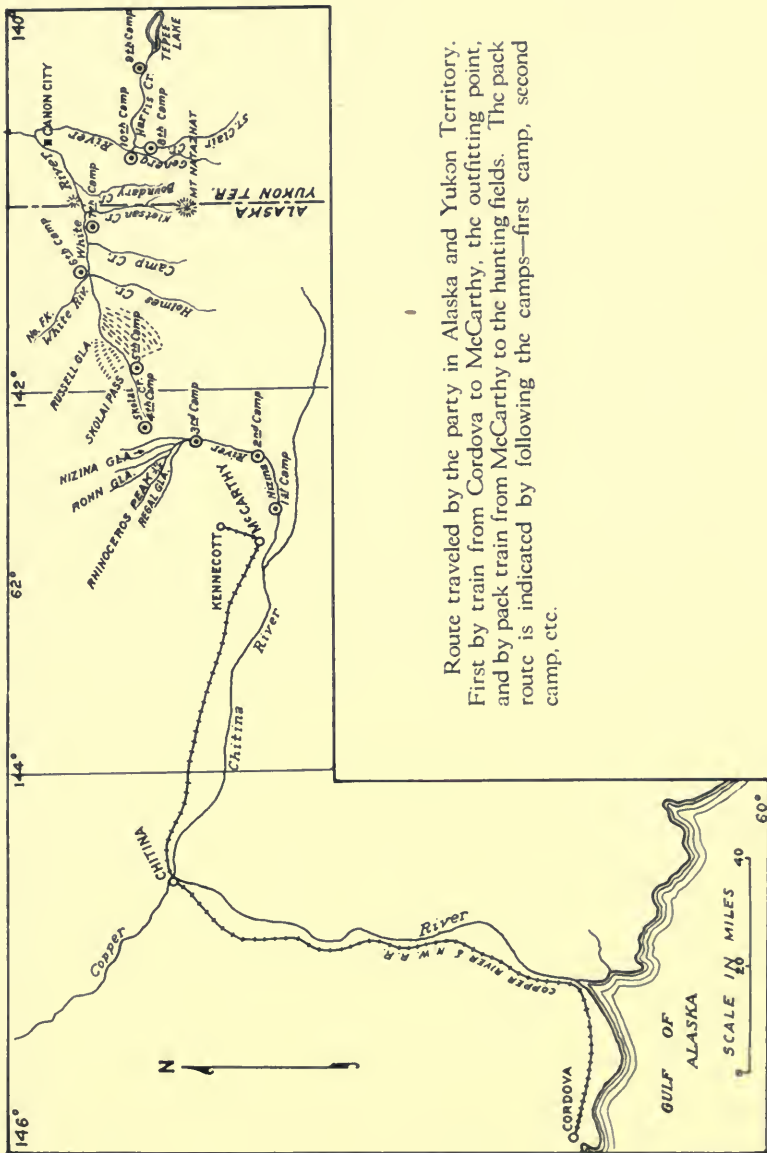 146°
144°
142°
140°
62°
60°
N
Copper
CHITINA
Chitina
River
River
COPPER RIVER & N.W. R.R.
CORDOVA
GULF OF
ALASKA
SCALE IN MILES
0 20 40
KENNECOTT
McCARTHY
Nizina
River
1st Camp
2nd Camp
3rd Camp
NIZINA GLA.
ROHN GLA.
RHINOCEROS PEAK
REGAL GLA.
4th Camp
Skolai
Cr.
5th Camp
SKOLAI PASS
RUSSELL GLA.
No. FK.
White Riv.
6th Camp
White
River
Holmes
Cr.
Camp Cr.
7th Camp
Kletsan Cr.
Boundary Cr.
ALASKA
YUKON TER.
MT NATAZHAT
CANON CITY
River
Genero
10th Camp
Harris Cr.
8th Camp
St. Clair
Cr.
9th Camp
TEPEE
LAKE
Route traveled by the party in Alaska and Yukon Territory.
First by train from Cordova to McCarthy, the outfitting point,
and by pack train from McCarthy to the hunting fields. The pack
route is indicated by following the camps—first camp, second
camp, etc.